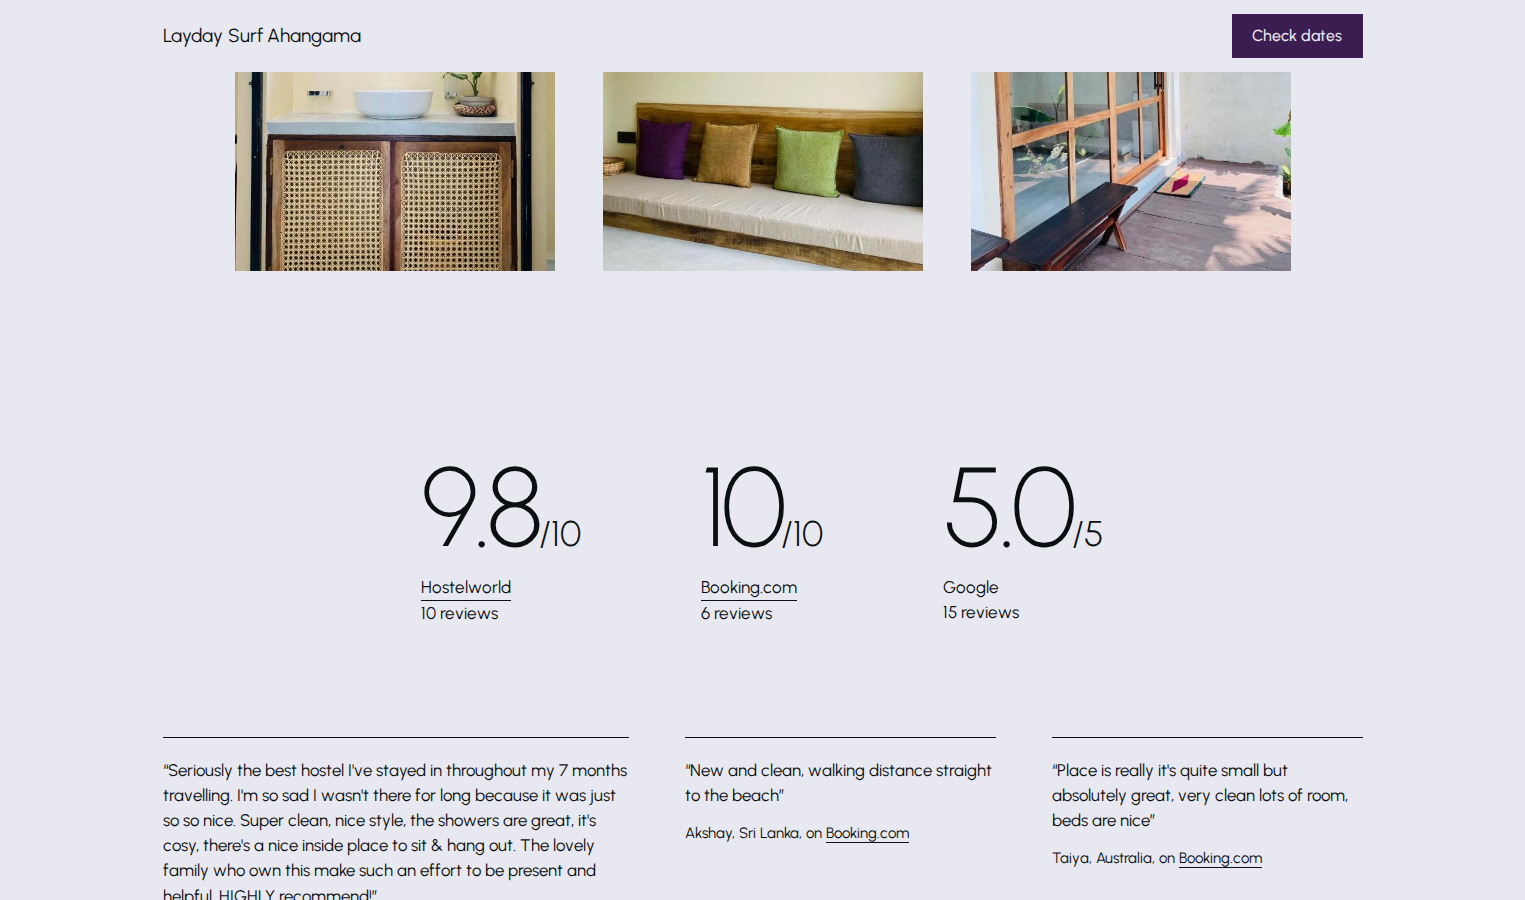 Layday Surf Ahangama
Check dates
9.8/10
Hostelworld
10 reviews
10/10
Booking.com
6 reviews
5.0/5
Google
15 reviews
“Seriously the best hostel I've stayed in throughout my 7 months
travelling. I'm so sad I wasn't there for long because it was just
so so nice. Super clean, nice style, the showers are great, it's
cosy, there's a nice inside place to sit & hang out. The lovely
family who own this make such an effort to be present and
helpful. HIGHLY recommend!”
“New and clean, walking distance straight
to the beach”
Akshay, Sri Lanka, on Booking.com
“Place is really it's quite small but
absolutely great, very clean lots of room,
beds are nice”
Taiya, Australia, on Booking.com